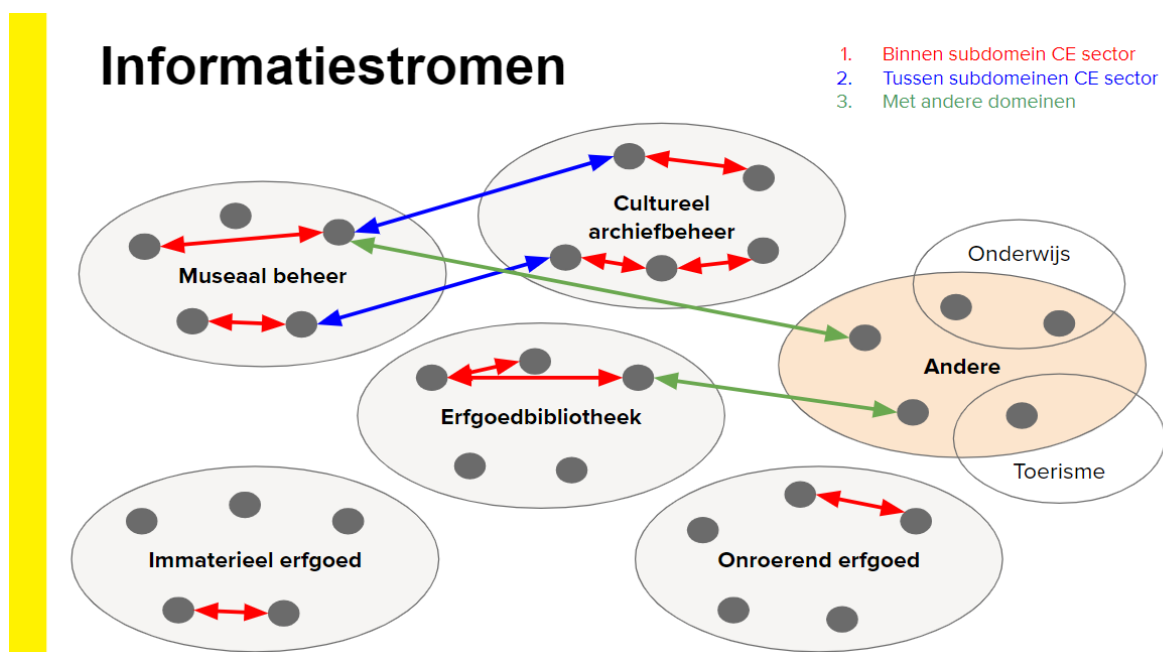 Informatiestromen
1. Binnen subdomein CE sector
2. Tussen subdomeinen CE sector
3. Met andere domeinen
Cultureel
archiefbeheer
Museaal beheer
Onderwijs
Andere
Erfgoedbibliotheek
Toerisme
Immaterieel erfgoed
Onroerend erfgoed